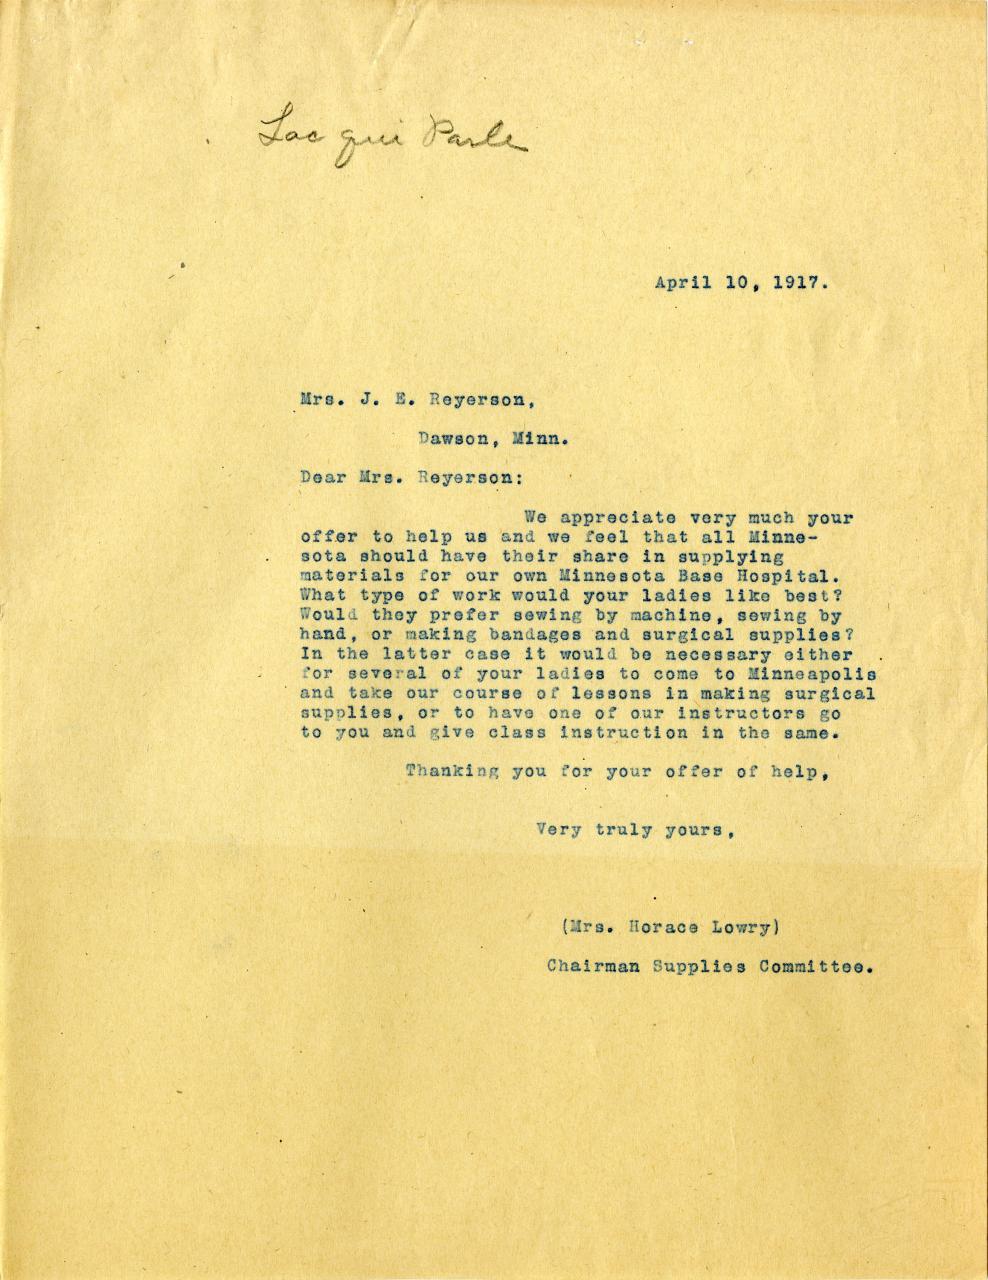 Lac qui Parle
April 10, 1917.
Mrs. J. E. Reyerson,
Dawson, Minn.
Dear Mrs. Reyerson:
We appreciate very much your
offer to help us and we feel that all Minne-
sota should have their share in supplying
materials for our own Minnesota Base Hospital.
What type of work would your ladies like best?
Would they prefer sewing by machine, sewing by
hand, or making bandages and surgical supplies?
In the latter case it would be necessary either
for several of your ladies to come to Minneapolis
and take our course of lessons in making surgical
supplies, or to have one of our instructors go
to you and give class instruction in the same.
Thanking you for your offer of help,
Very truly yours,
(Mrs. Horace Lowry)
Chairman Supplies Committee.